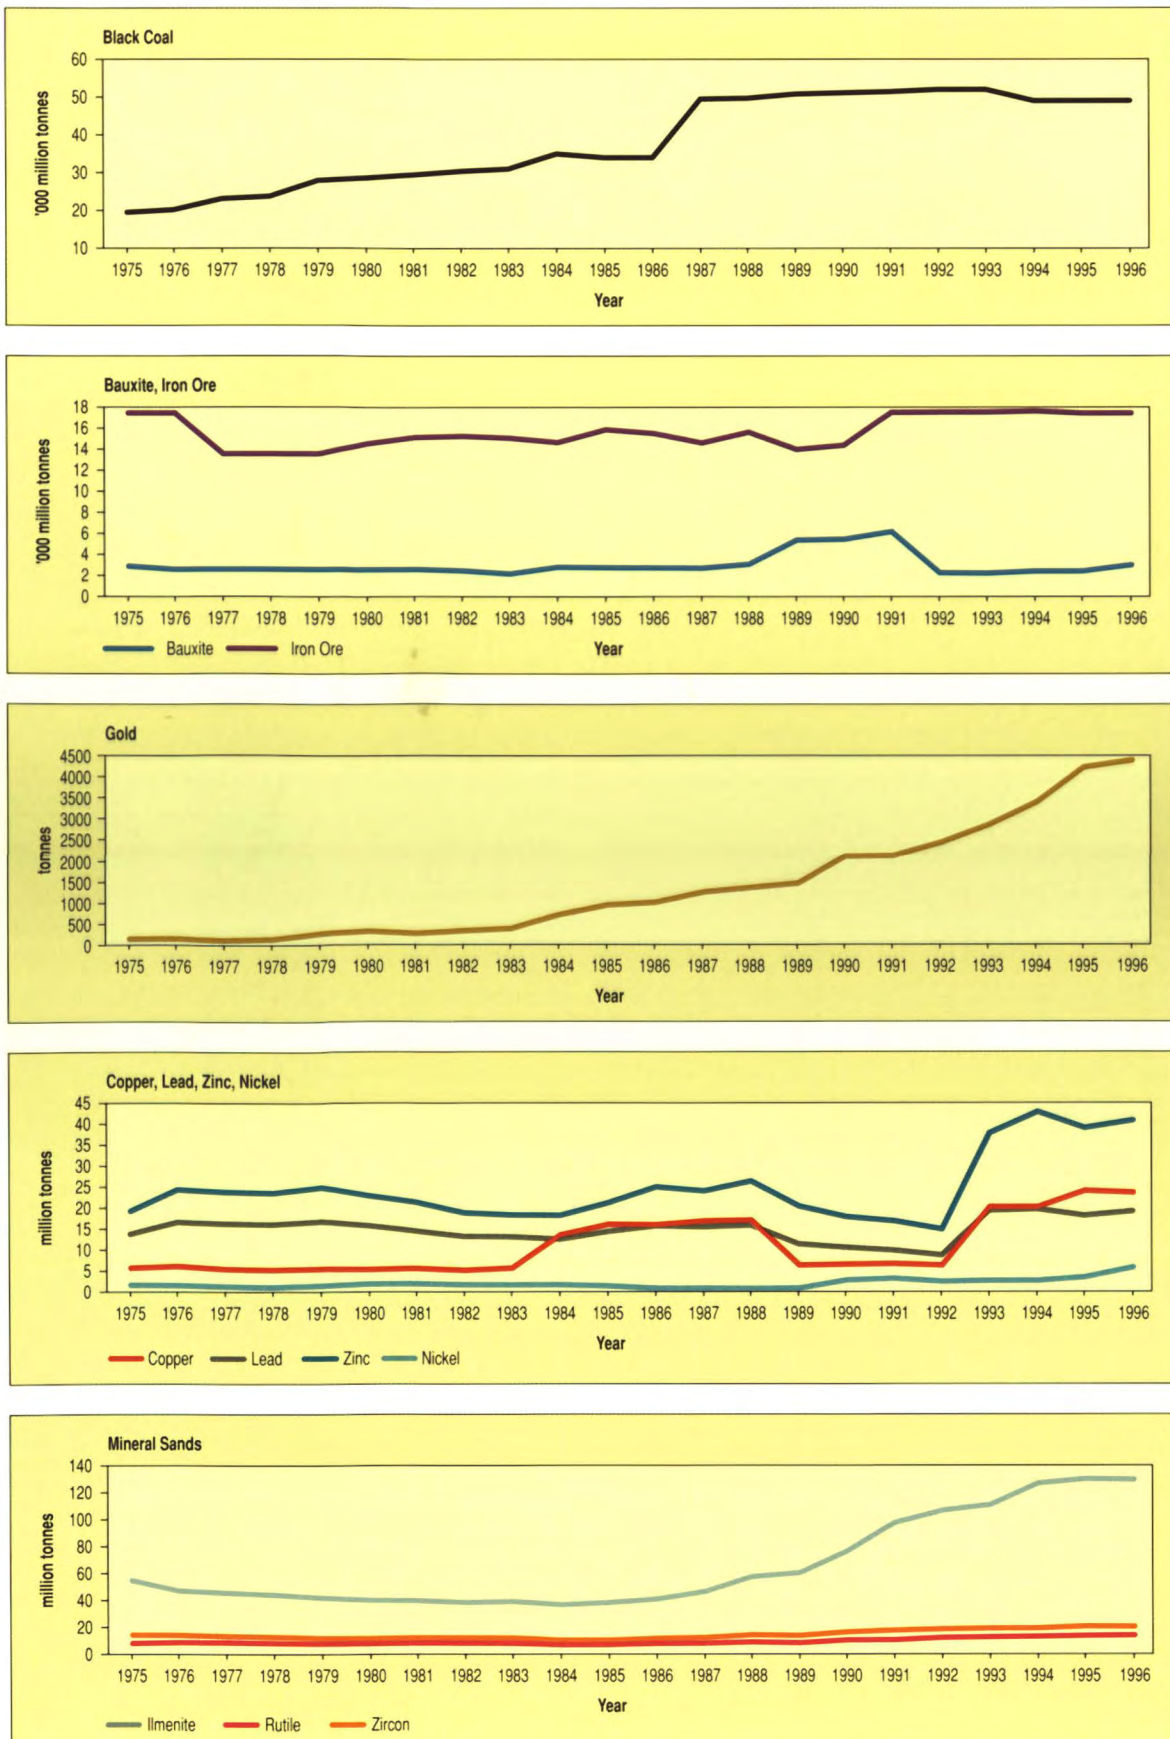 Black Coal
'000 million tonnes
60
50
40
30
20
10
1975 1976 1977 1978 1979 1980 1981 1982 1983 1984 1985 1986 1987 1988 1989 1990 1991 1992 1993 1994 1995 1996
Year
Bauxite, Iron Ore
'000 million tonnes
18
16
14
12
10
8
6
4
2
0
1975 1976 1977 1978 1979 1980 1981 1982 1983 1984 1985 1986 1987 1988 1989 1990 1991 1992 1993 1994 1995 1996
Year
Bauxite Iron Ore
Gold
tonnes
4500
4000
3500
3000
2500
2000
1500
1000
500
0
1975 1976 1977 1978 1979 1980 1981 1982 1983 1984 1985 1986 1987 1988 1989 1990 1991 1992 1993 1994 1995 1996
Year
Copper, Lead, Zinc, Nickel
million tonnes
45
40
35
30
25
20
15
10
5
0
1975 1976 1977 1978 1979 1980 1981 1982 1983 1984 1985 1986 1987 1988 1989 1990 1991 1992 1993 1994 1995 1996
Year
Copper Lead Zinc Nickel
Mineral Sands
million tonnes
140
120
100
80
60
40
20
0
1975 1976 1977 1978 1979 1980 1981 1982 1983 1984 1985 1986 1987 1988 1989 1990 1991 1992 1993 1994 1995 1996
Year
Ilmenite Rutile Zircon